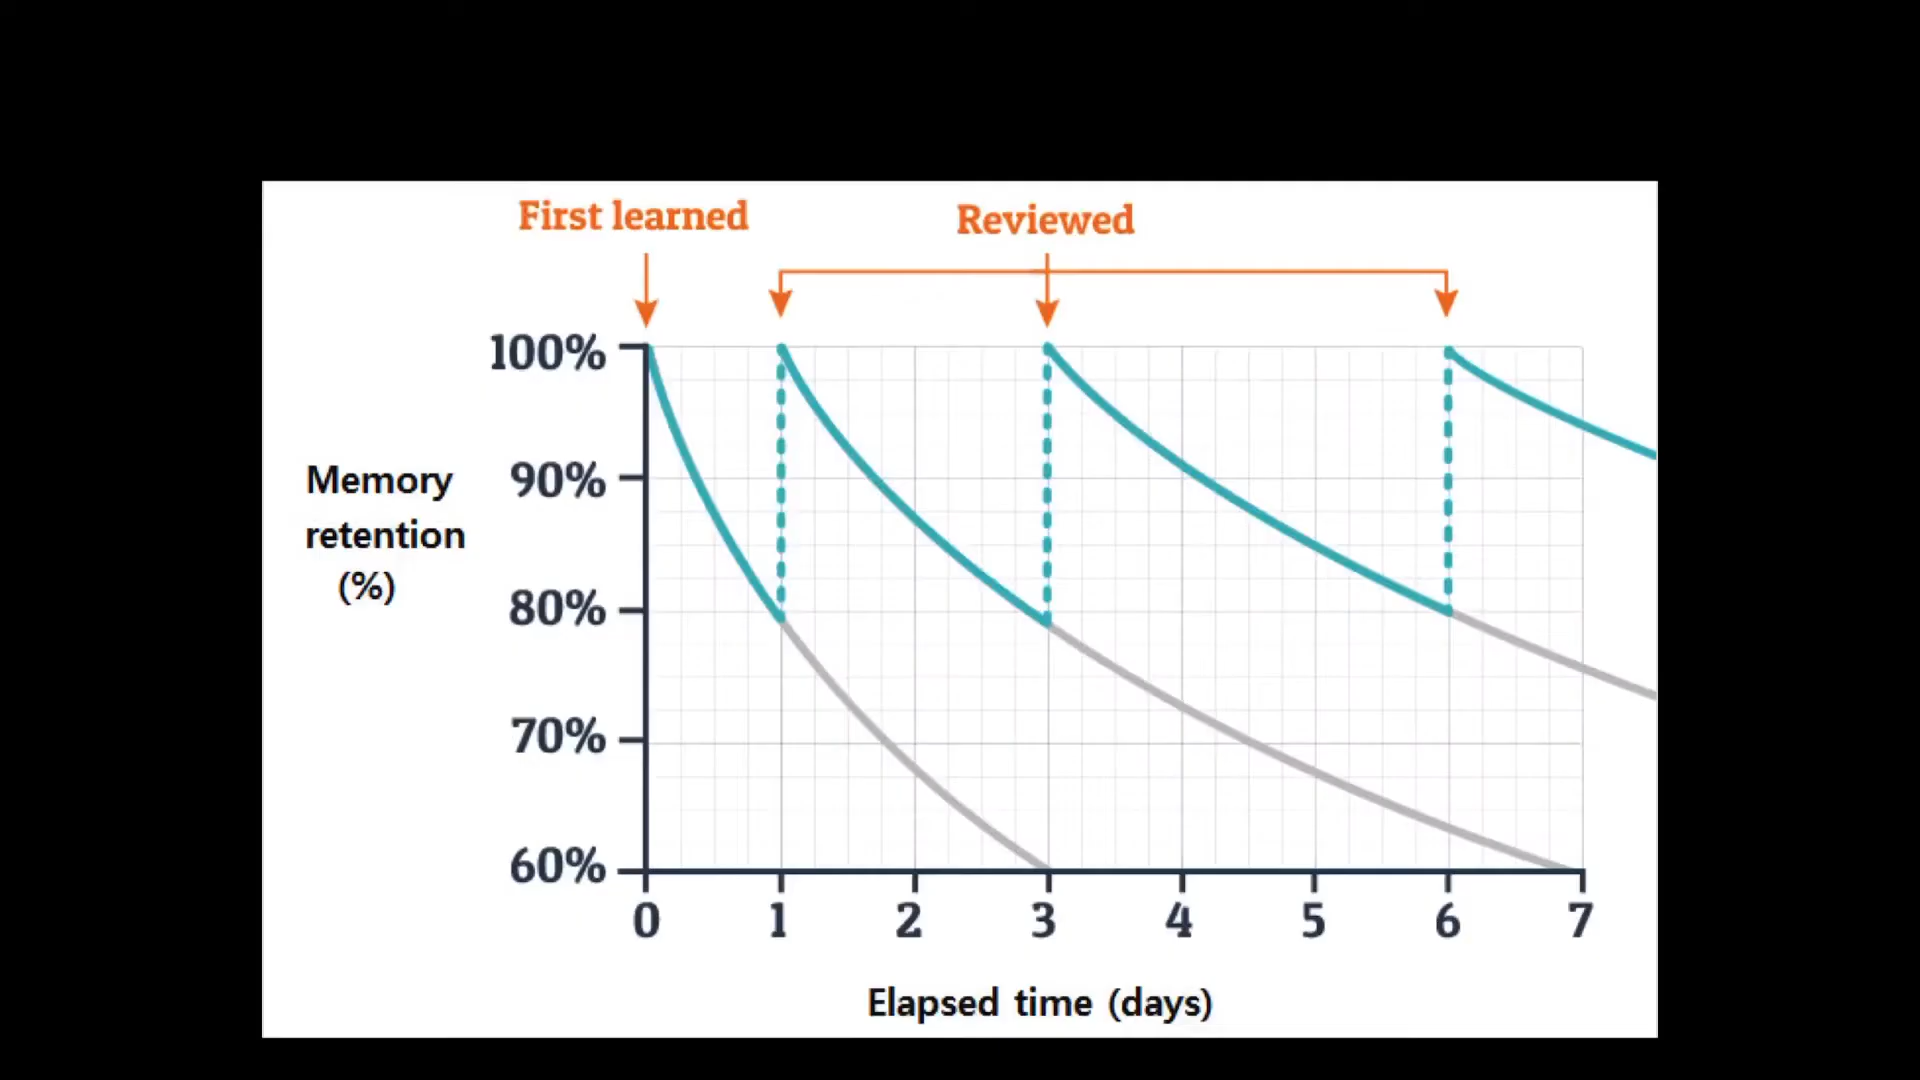 First learned
Reviewed
100%
90%
80%
70%
60%
Memory
retention
(%)
0 1 2 3 4 5 6 7
Elapsed time (days)